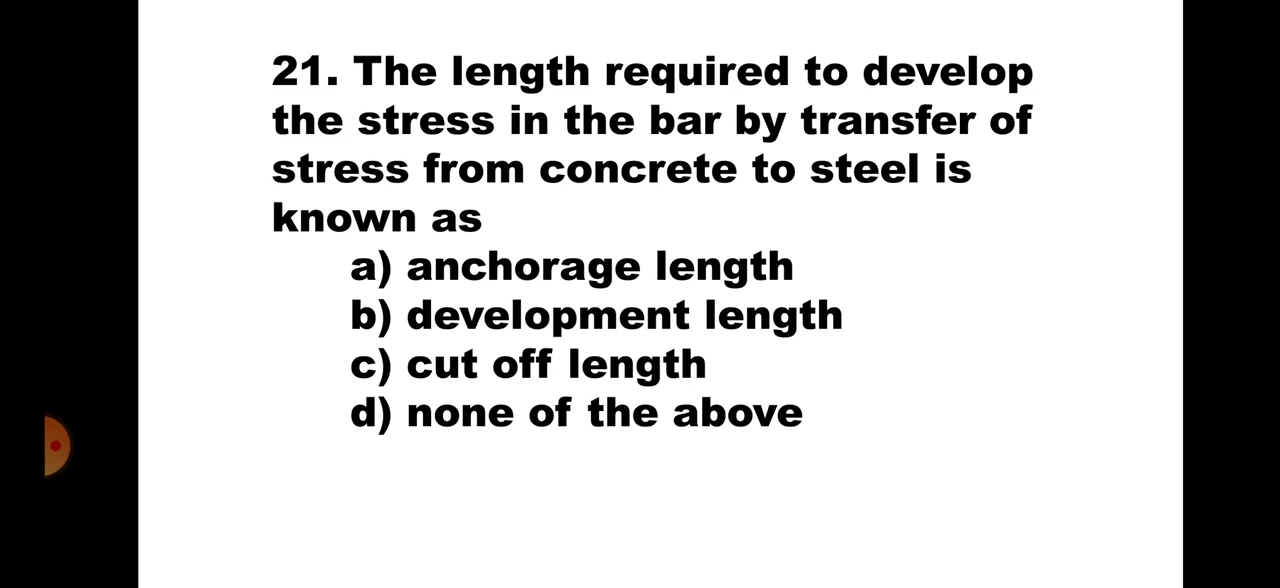 21. The length required to develop
the stress in the bar by transfer of
stress from concrete to steel is
known as
a) anchorage length
b) development length
c) cut off length
d) none of the above